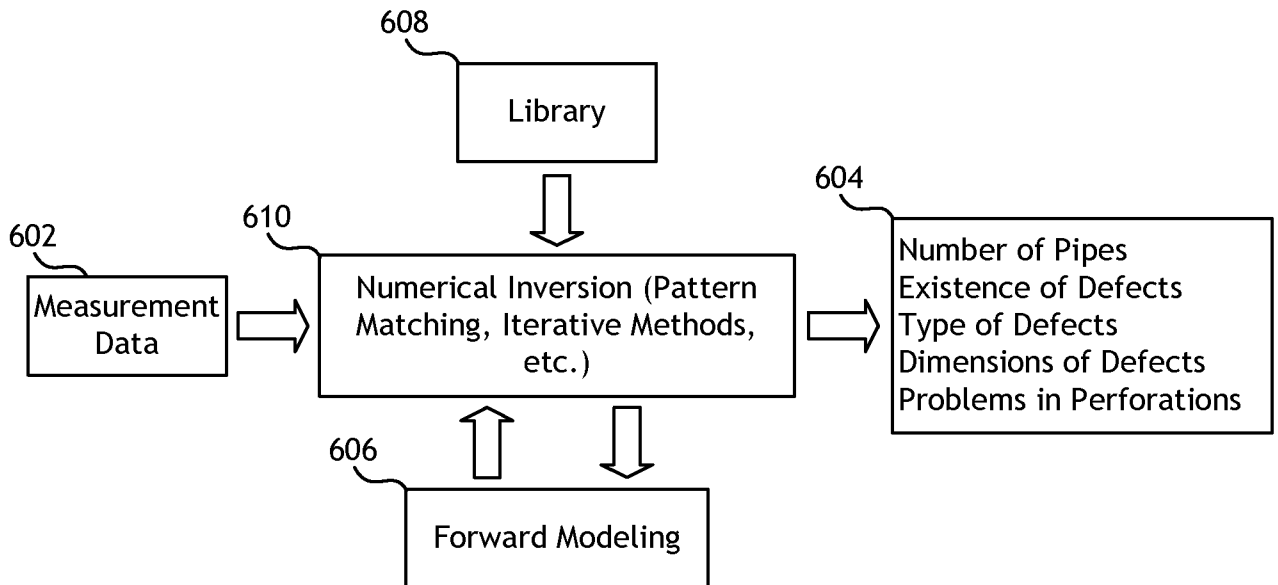 608
Library
604
610
602
Measurement
Data
Numerical Inversion (Pattern
Matching, Iterative Methods,
etc.)
Number of Pipes
Existence of Defects
Type of Defects
Dimensions of Defects
Problems in Perforations
606
Forward Modeling